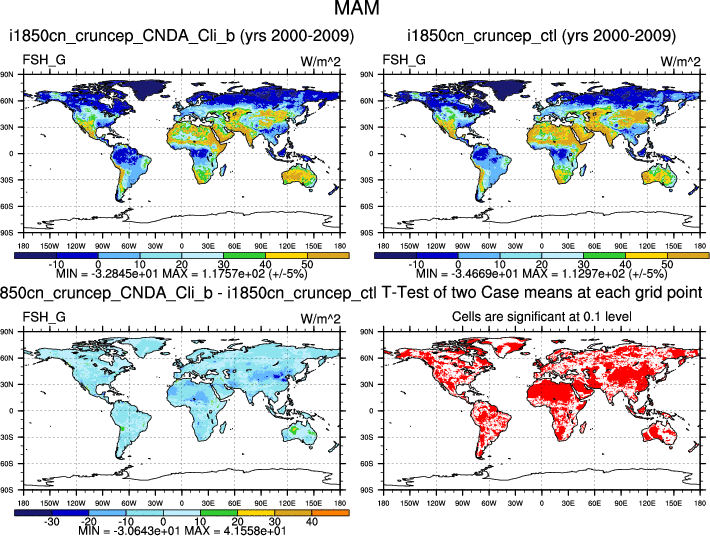 MAM
i1850cn_cruncep_CNDA_Cli_b (yrs 2000-2009)
FSH_G W/m^2
90N
60N
30N
0
30S
60S
90S
180 150W 120W 90W 60W 30W 0 30E 60E 90E 120E 150E 180
-10 0 10 20 30 40 50
MIN = -3.2845e+01 MAX = 1.1757e+02 (+/-5%)
i1850cn_cruncep_ctl (yrs 2000-2009)
FSH_G W/m^2
90N
60N
30N
0
30S
60S
90S
180 150W 120W 90W 60W 30W 0 30E 60E 90E 120E 150E 180
-10 0 10 20 30 40 50
MIN = -3.4669e+01 MAX = 1.1297e+02 (+/-5%)
850cn_cruncep_CNDA_Cli_b - i1850cn_cruncep_ctl
FSH_G W/m^2
90N
60N
30N
0
30S
60S
90S
180 150W 120W 90W 60W 30W 0 30E 60E 90E 120E 150E 180
-30 -20 -10 0 10 20 30 40
MIN = -3.0643e+01 MAX = 4.1558e+01
T-Test of two Case means at each grid point
Cells are significant at 0.1 level
90N
60N
30N
0
30S
60S
90S
180 150W 120W 90W 60W 30W 0 30E 60E 90E 120E 150E 180